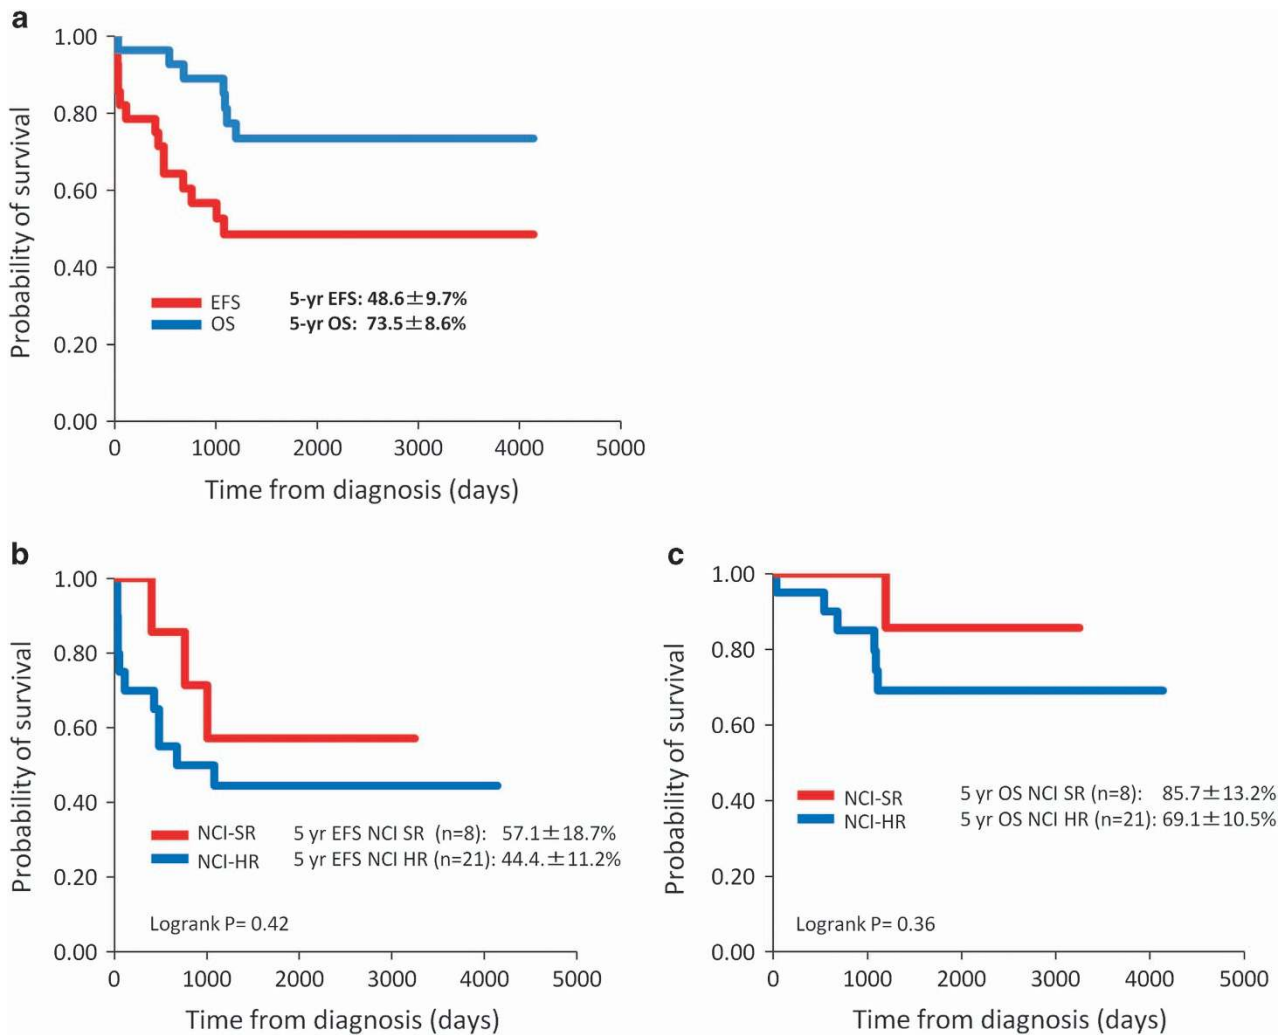 a
Probability of survival
1.00
0.80
0.60
0.40
0.20
0.00
EFS 5-yr EFS: 48.6±9.7%
OS 5-yr OS: 73.5±8.6%
0 1000 2000 3000 4000 5000
Time from diagnosis (days)
b
Probability of survival
1.00
0.80
0.60
0.40
0.20
0.00
NCI-SR 5 yr EFS NCI SR (n=8): 57.1±18.7%
NCI-HR 5 yr EFS NCI HR (n=21): 44.4.±11.2%
Logrank P= 0.42
0 1000 2000 3000 4000 5000
Time from diagnosis (days)
c
Probability of survival
1.00
0.80
0.60
0.40
0.20
0.00
NCI-SR 5 yr OS NCI SR (n=8): 85.7±13.2%
NCI-HR 5 yr OS NCI HR (n=21): 69.1±10.5%
Logrank P= 0.36
0 1000 2000 3000 4000 5000
Time from diagnosis (days)